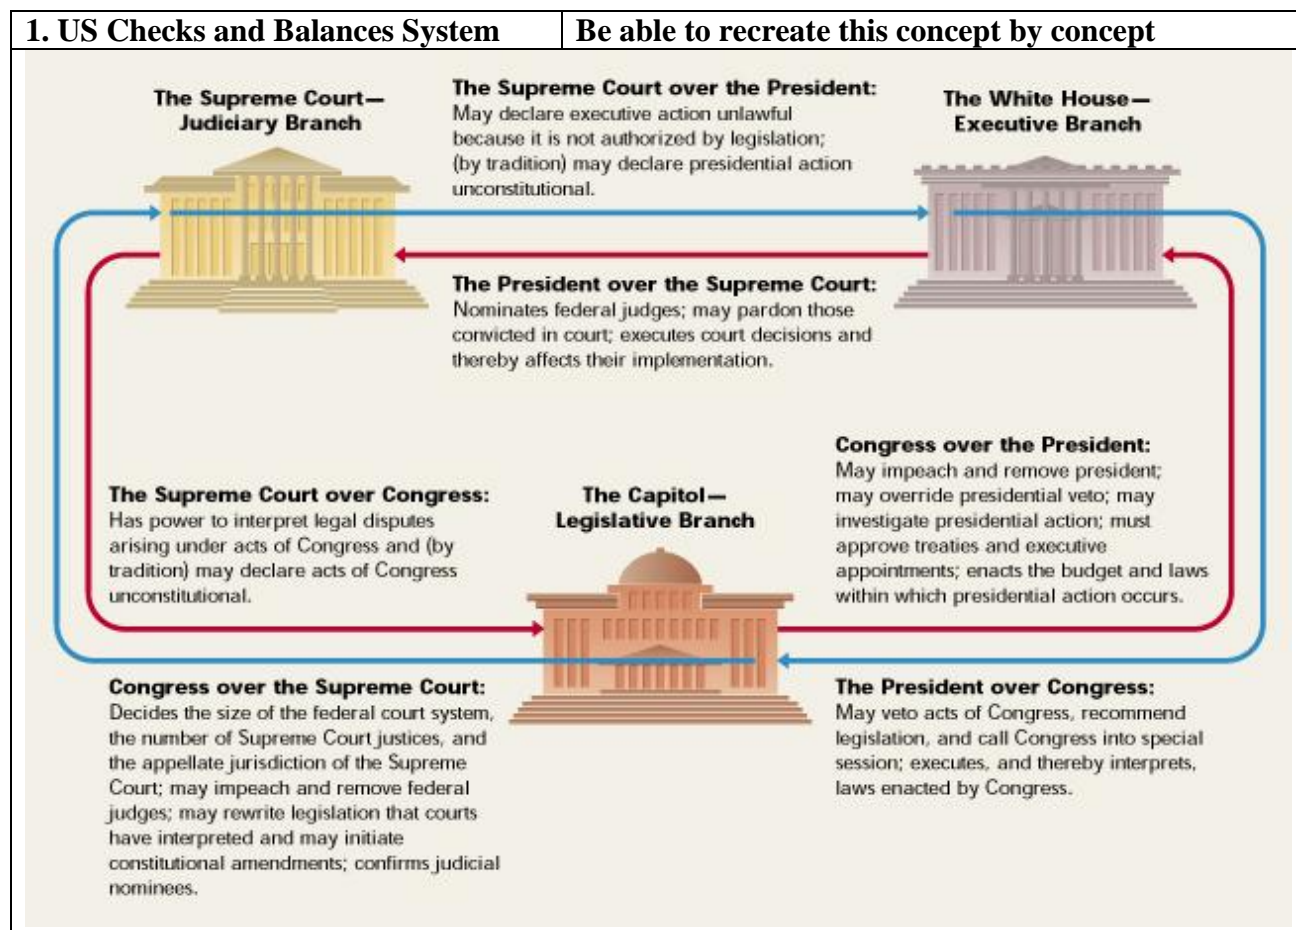 1. US Checks and Balances System
Be able to recreate this concept by concept
The Supreme Court—
Judiciary Branch
The Supreme Court over the President:
May declare executive action unlawful
because it is not authorized by legislation;
(by tradition) may declare presidential action
unconstitutional.
The White House—
Executive Branch
The President over the Supreme Court:
Nominates federal judges; may pardon those
convicted in court; executes court decisions and
thereby affects their implementation.
Congress over the President:
May impeach and remove president;
may override presidential veto; may
investigate presidential action; must
approve treaties and executive
appointments; enacts the budget and laws
within which presidential action occurs.
The Supreme Court over Congress:
Has power to interpret legal disputes
arising under acts of Congress and (by
tradition) may declare acts of Congress
unconstitutional.
The Capitol—
Legislative Branch
Congress over the Supreme Court:
Decides the size of the federal court system,
the number of Supreme Court justices, and
the appellate jurisdiction of the Supreme
Court; may impeach and remove federal
judges; may rewrite legislation that courts
have interpreted and may initiate
constitutional amendments; confirms judicial
nominees.
The President over Congress:
May veto acts of Congress, recommend
legislation, and call Congress into special
session; executes, and thereby interprets,
laws enacted by Congress.